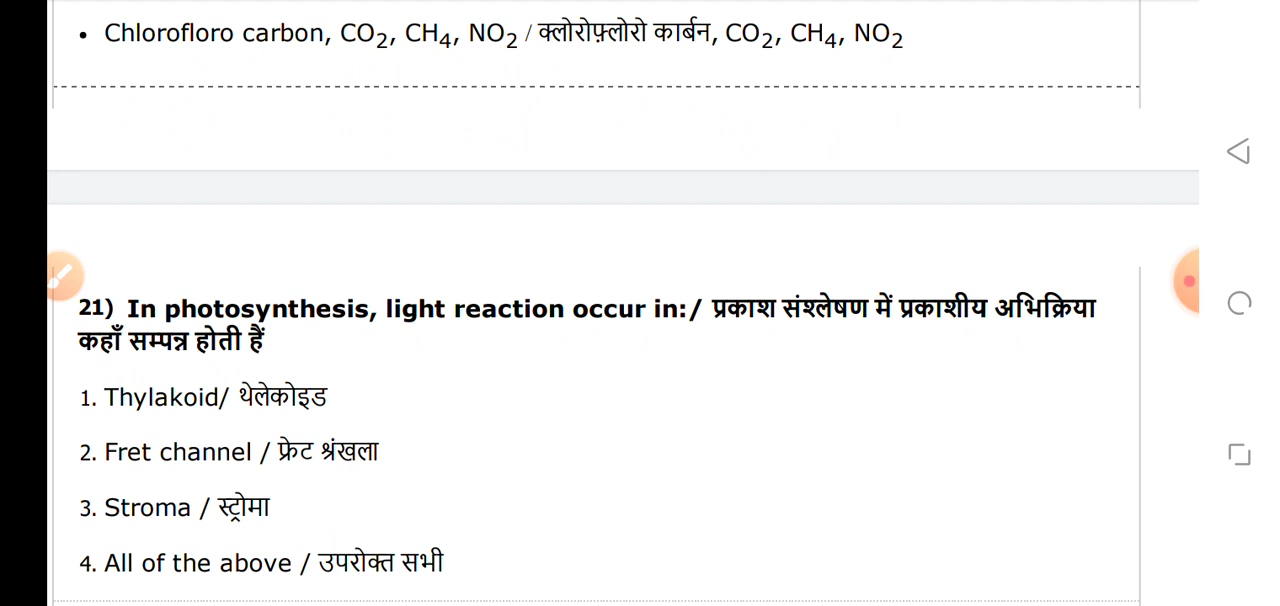 • Chlorofloro carbon, CO2, CH4, NO2 / क्लोरोफ़्लोरो कार्बन, CO2, CH4, NO2
21) In photosynthesis, light reaction occur in:/ प्रकाश संश्लेषण में प्रकाशीय अभिक्रिया
कहाँ सम्पन्न होती हैं
1. Thylakoid/ थेलेकोइड
2. Fret channel / फ्रेट श्रंखला
3. Stroma / स्ट्रोमा
4. All of the above / उपरोक्त सभी